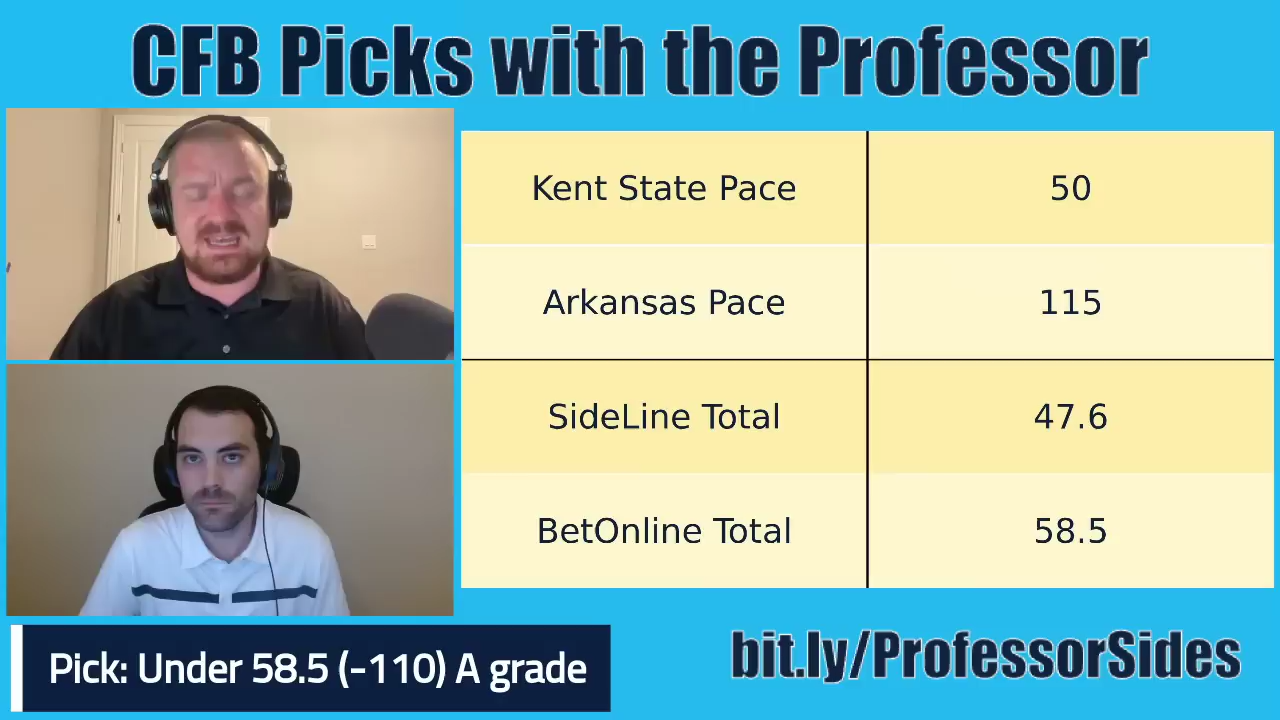 CFB Picks with the Professor
Kent State Pace 50
Arkansas Pace 115
SideLine Total 47.6
BetOnline Total 58.5
Pick: Under 58.5 (-110) A grade
bit.ly/ProfessorSides